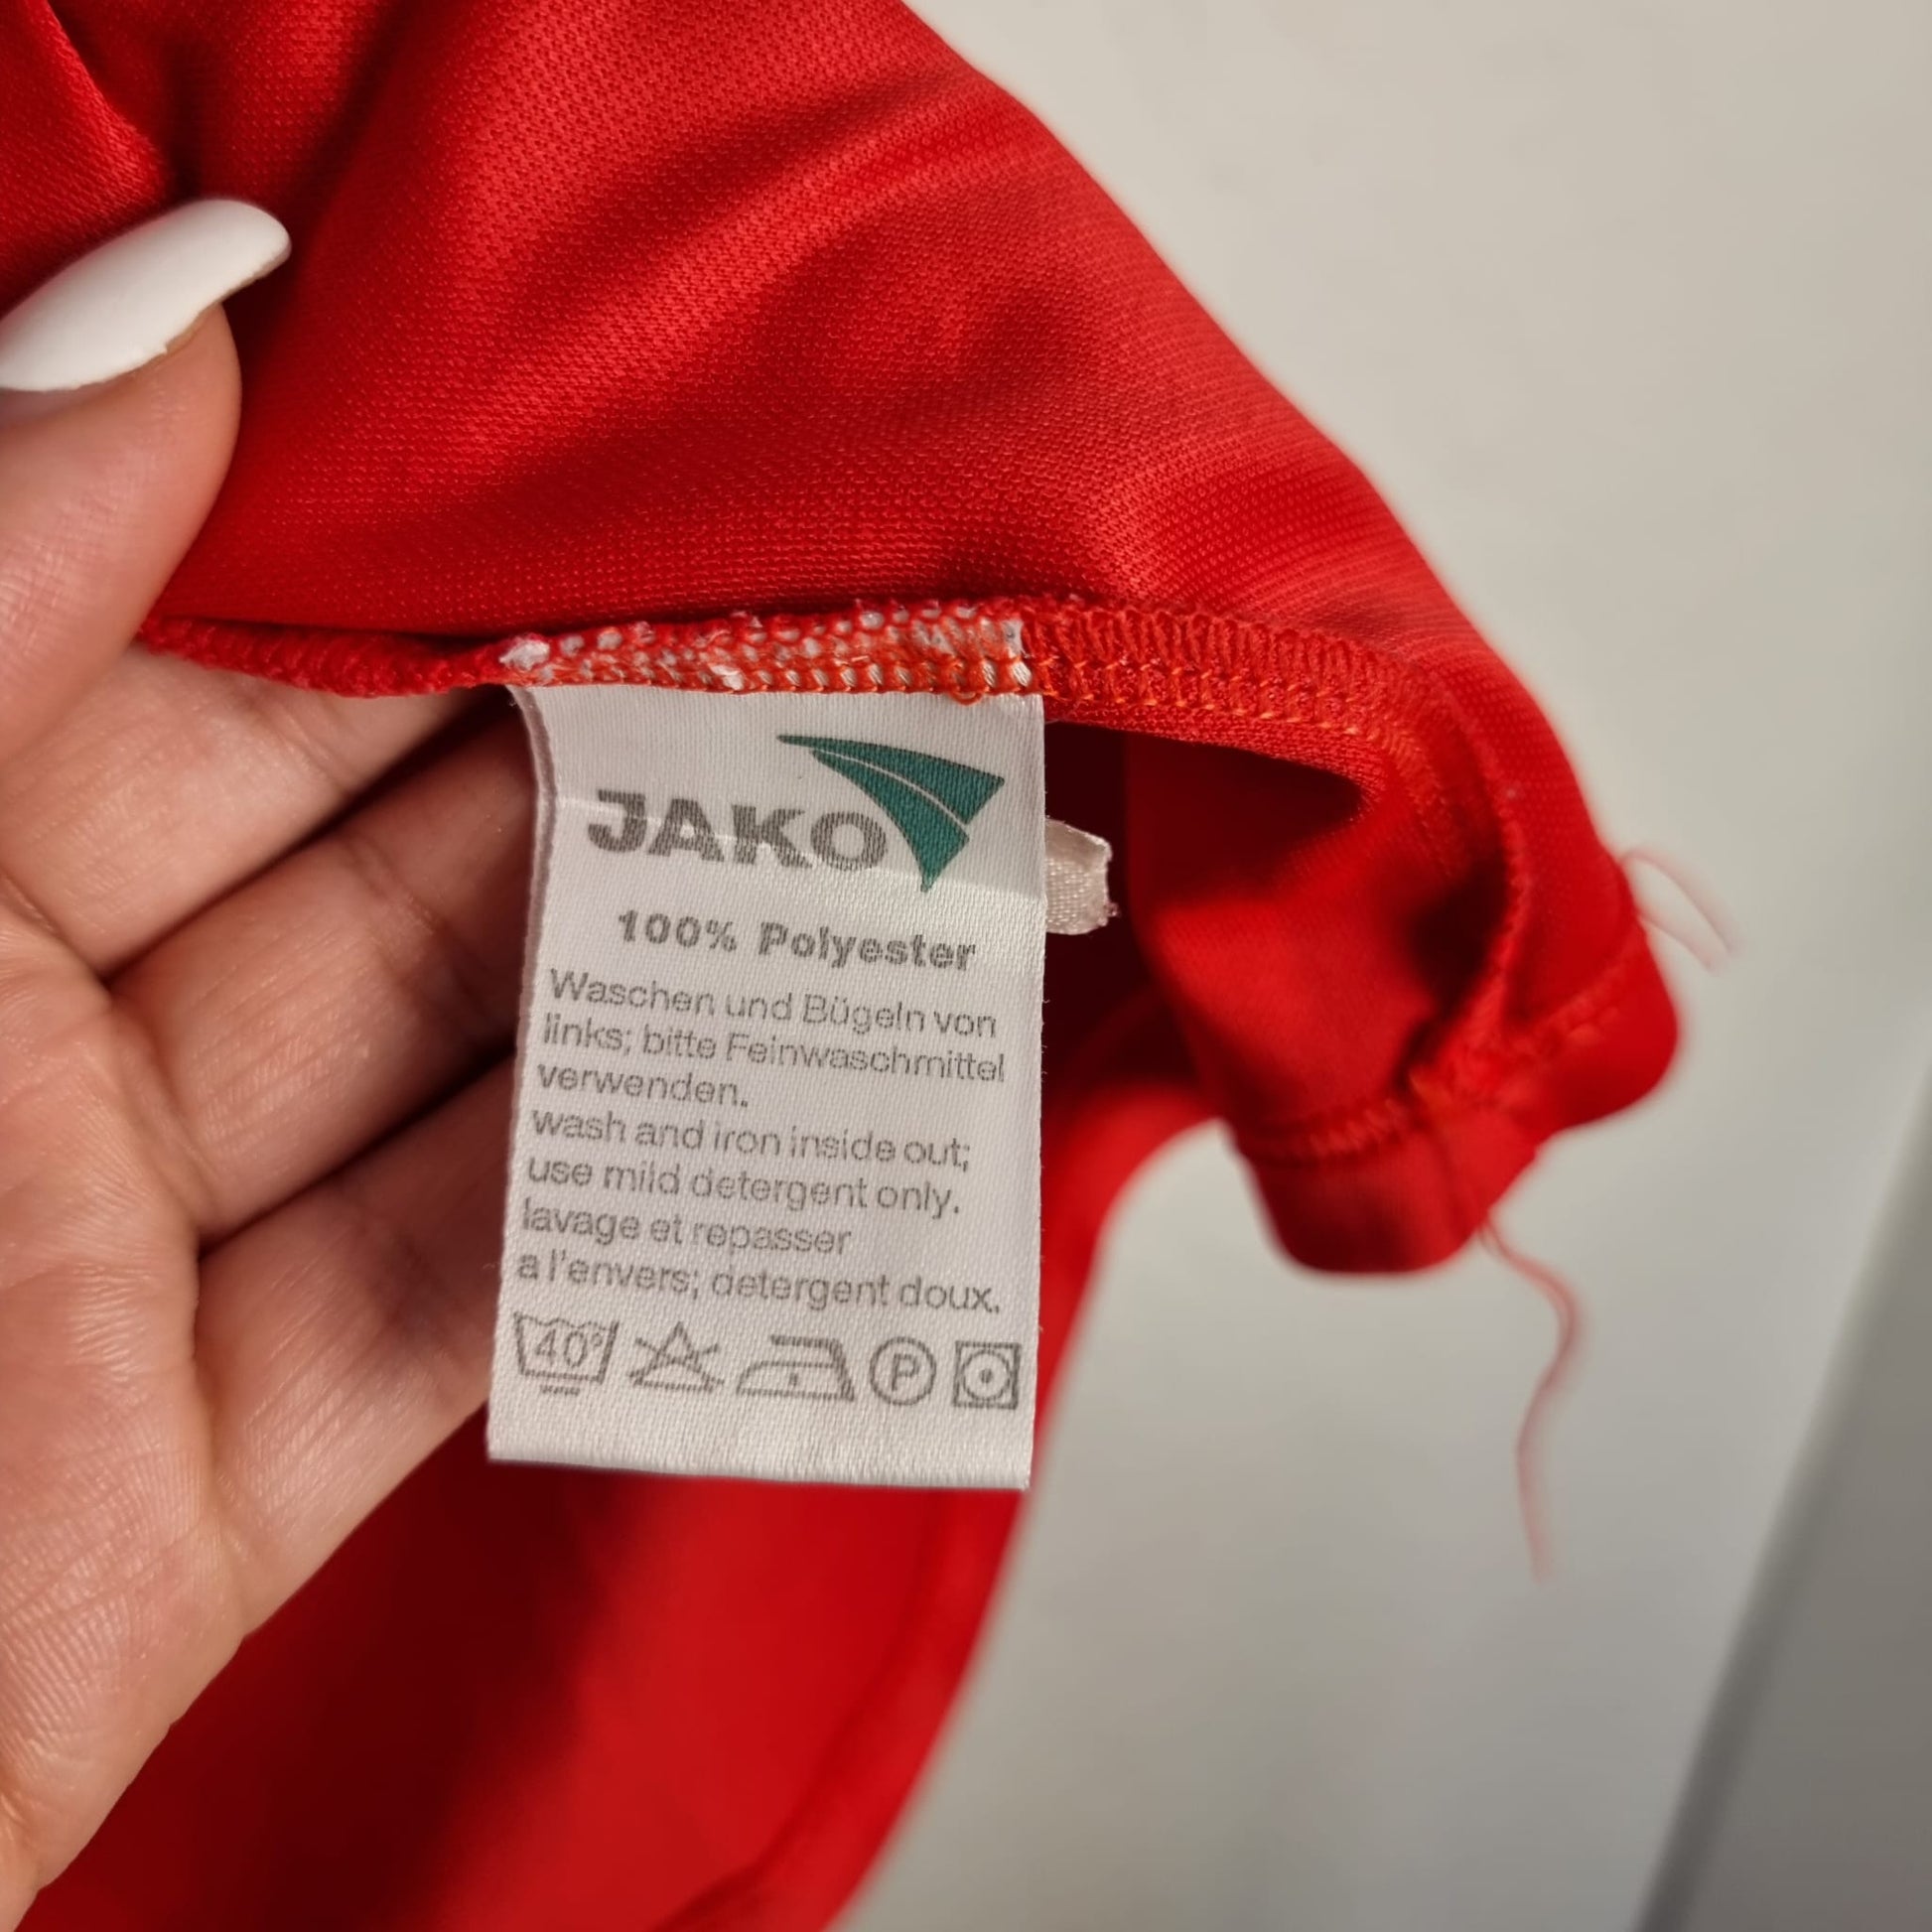 JAKO
100% Polyester
Waschen und Bügeln von
links; bitte Feinwaschmittel
verwenden.
wash and iron inside out;
use mild detergent only.
lavage et repasser
a l'envers; detergent doux.
40° P